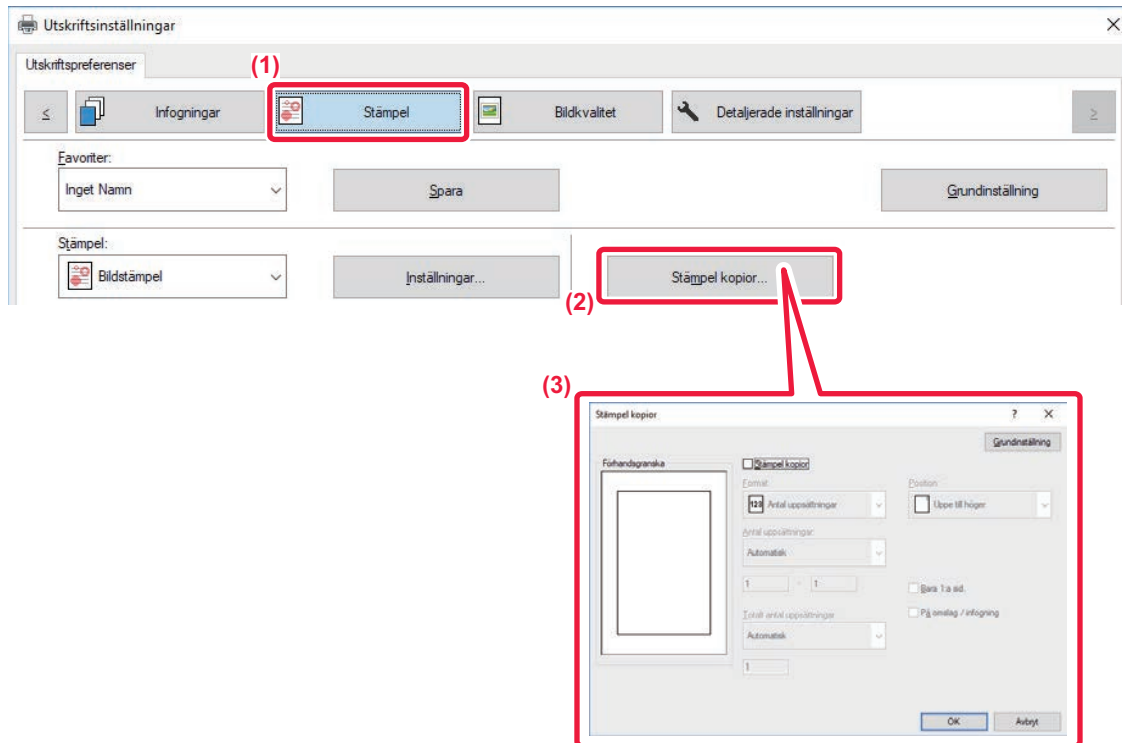 Utskriftsinställningar
Utskriftspreferenser
(1)
Infogningar
Stämpel
Bildkvalitet
Detaljerade inställningar
Favoriter:
Inget Namn
Spara
Grundinställning
Stämpel:
Bildstämpel
Inställningar...
Stämpel kopior...
(2)
(3)
Stämpel kopior
?
Grundinställning
Förhandsgranska
Stämpel kopior
Format:
Position:
123 Antal uppsättningar
Uppe till höger
Antal uppsättningar:
Automatisk
1 - 1
Bara 1:a sid.
Totalt antal uppsättningar
På omslag / infogning
Automatisk
1
OK
Avbryt